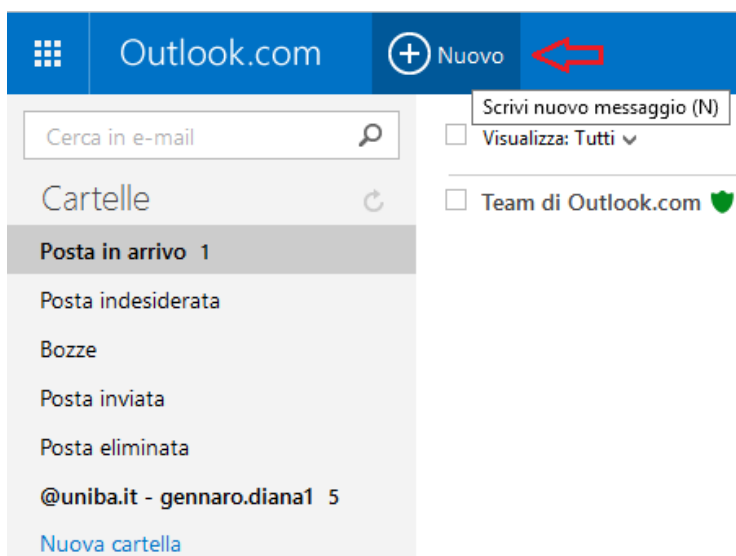 Outlook.com
Nuovo
Scrivi nuovo messaggio (N)
Cerca in e-mail
Visualizza: Tutti
Cartelle
Team di Outlook.com
Posta in arrivo 1
Posta indesiderata
Bozze
Posta inviata
Posta eliminata
@uniba.it - gennaro.diana1 5
Nuova cartella